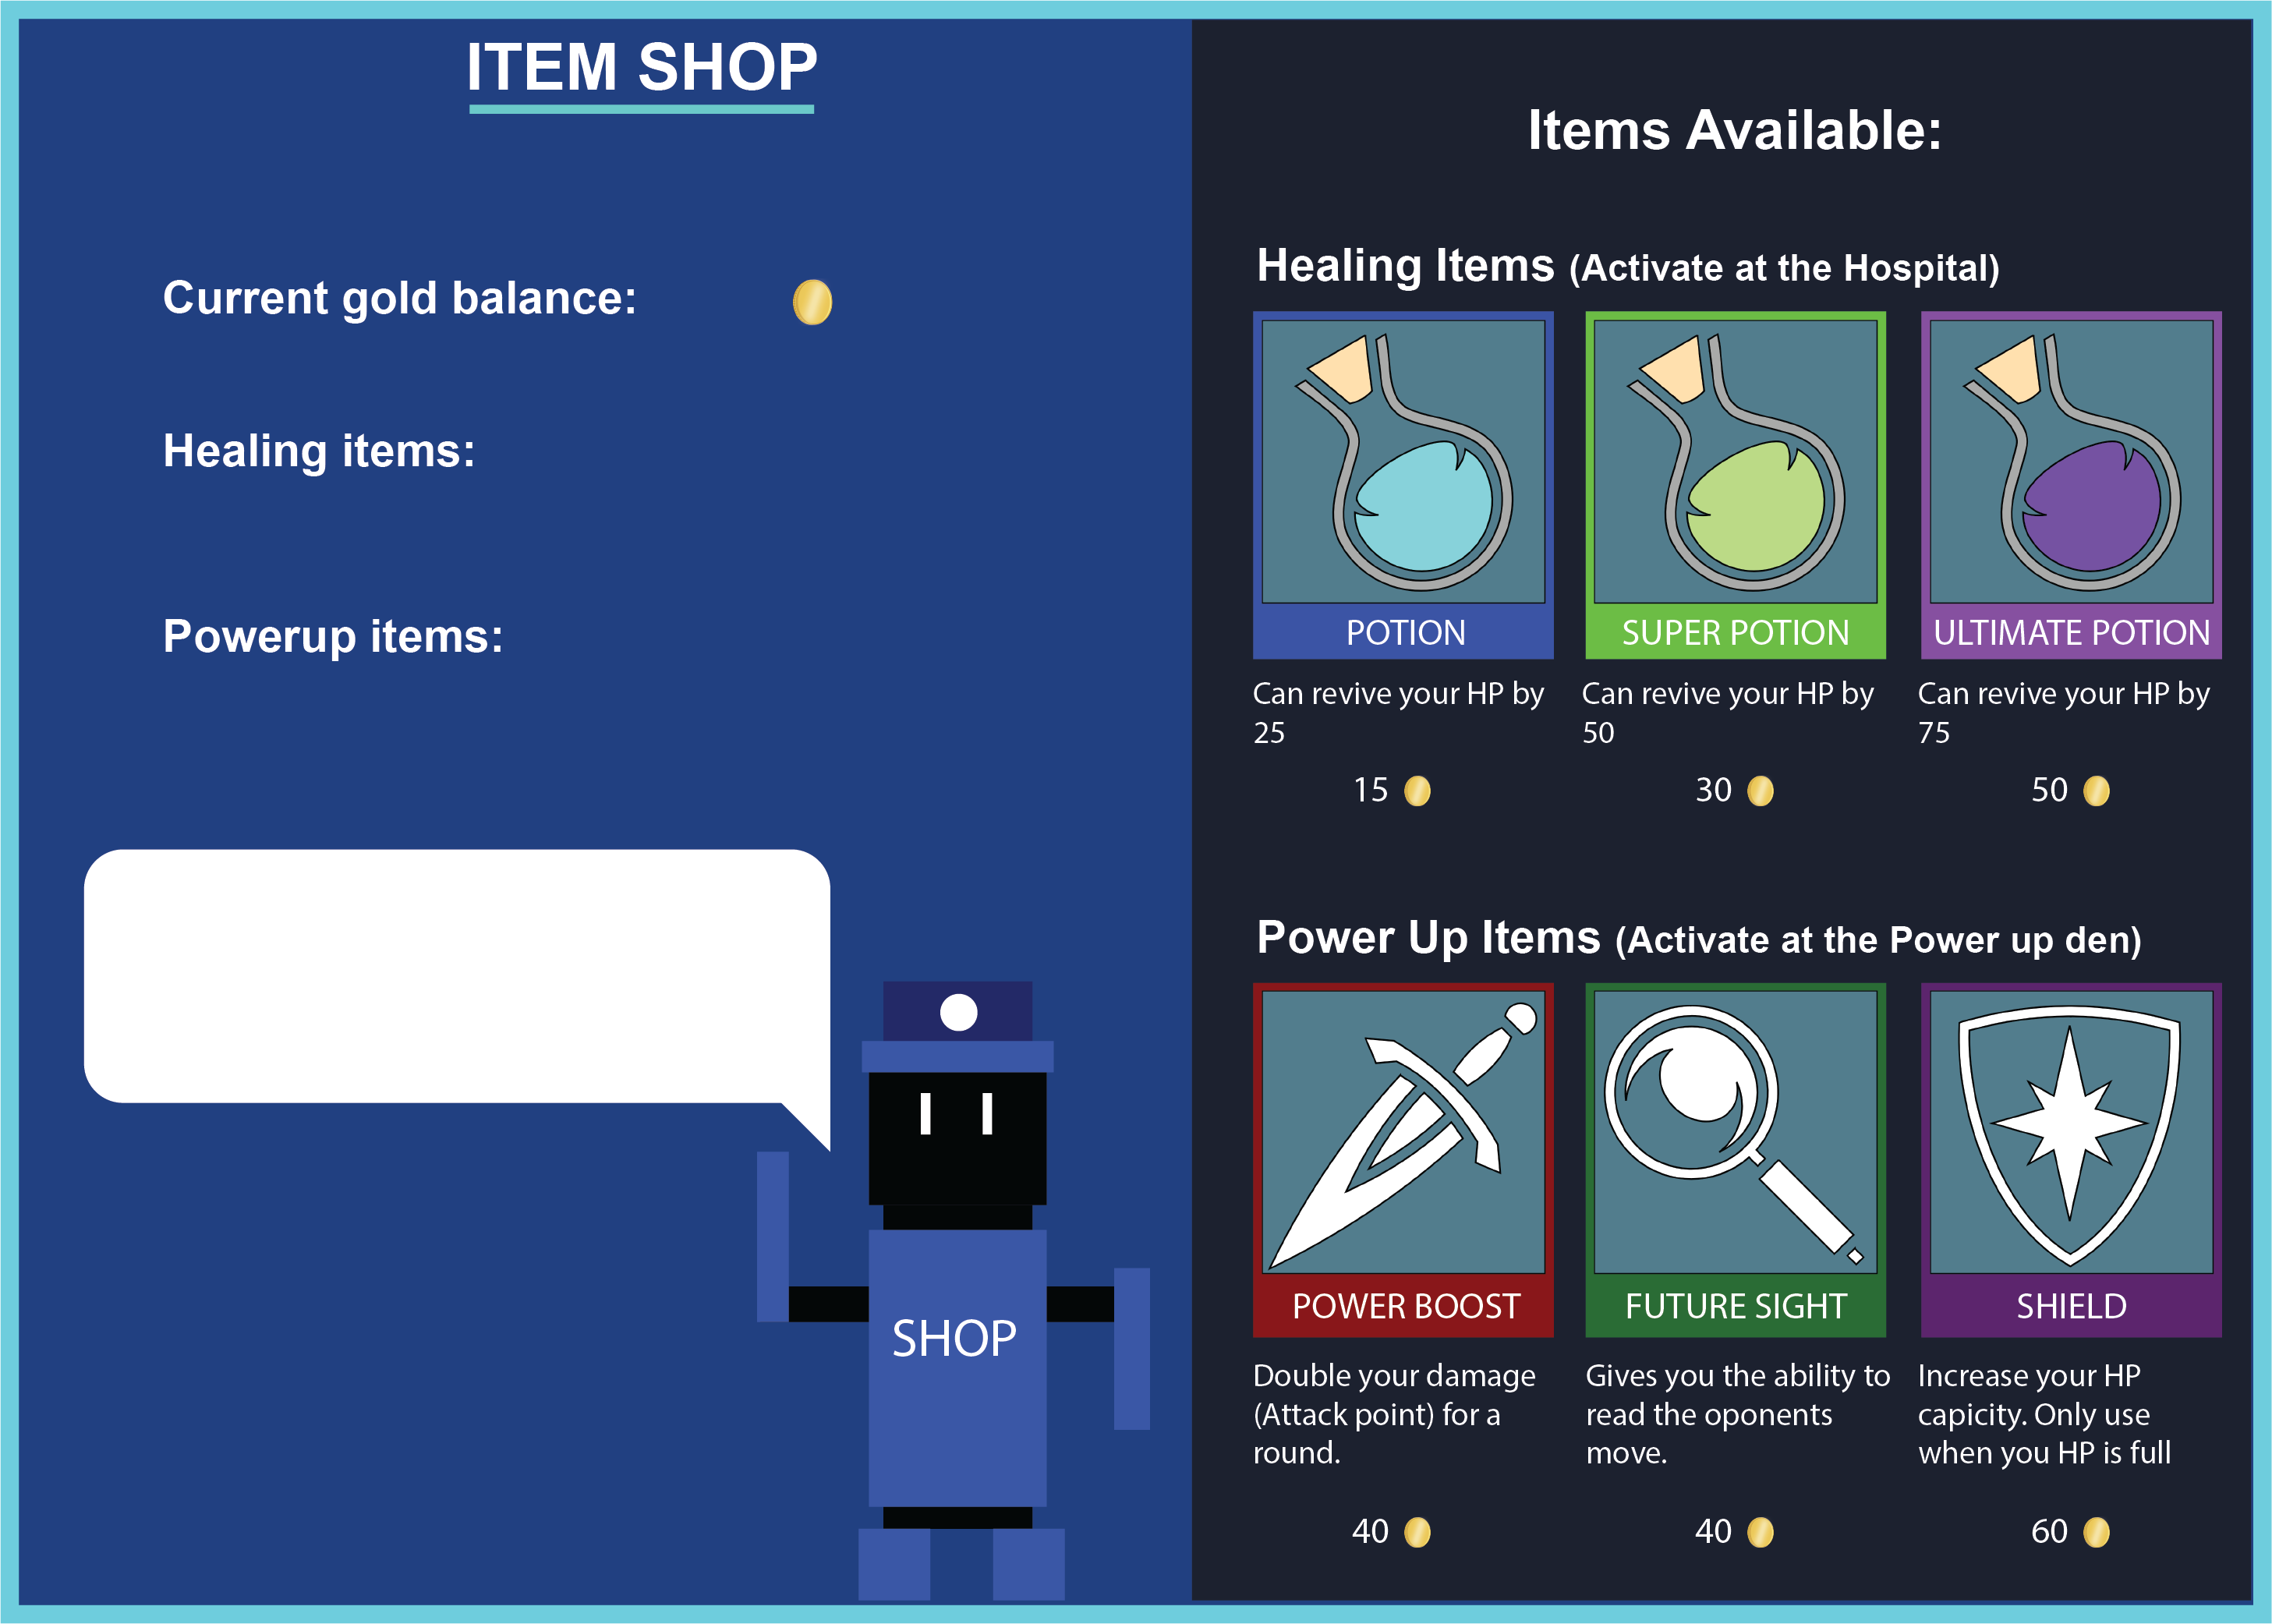 ITEM SHOP
Current gold balance:
Healing items:
Powerup items:
SHOP
Items Available:
Healing Items (Activate at the Hospital)
POTION
SUPER POTION
ULTIMATE POTION
Can revive your HP by
25
Can revive your HP by
50
Can revive your HP by
75
15
30
50
Power Up Items (Activate at the Power up den)
POWER BOOST
FUTURE SIGHT
SHIELD
Double your damage
(Attack point) for a
round.
Gives you the ability to
read the oponents
move.
Increase your HP
capicity. Only use
when you HP is full
40
40
60